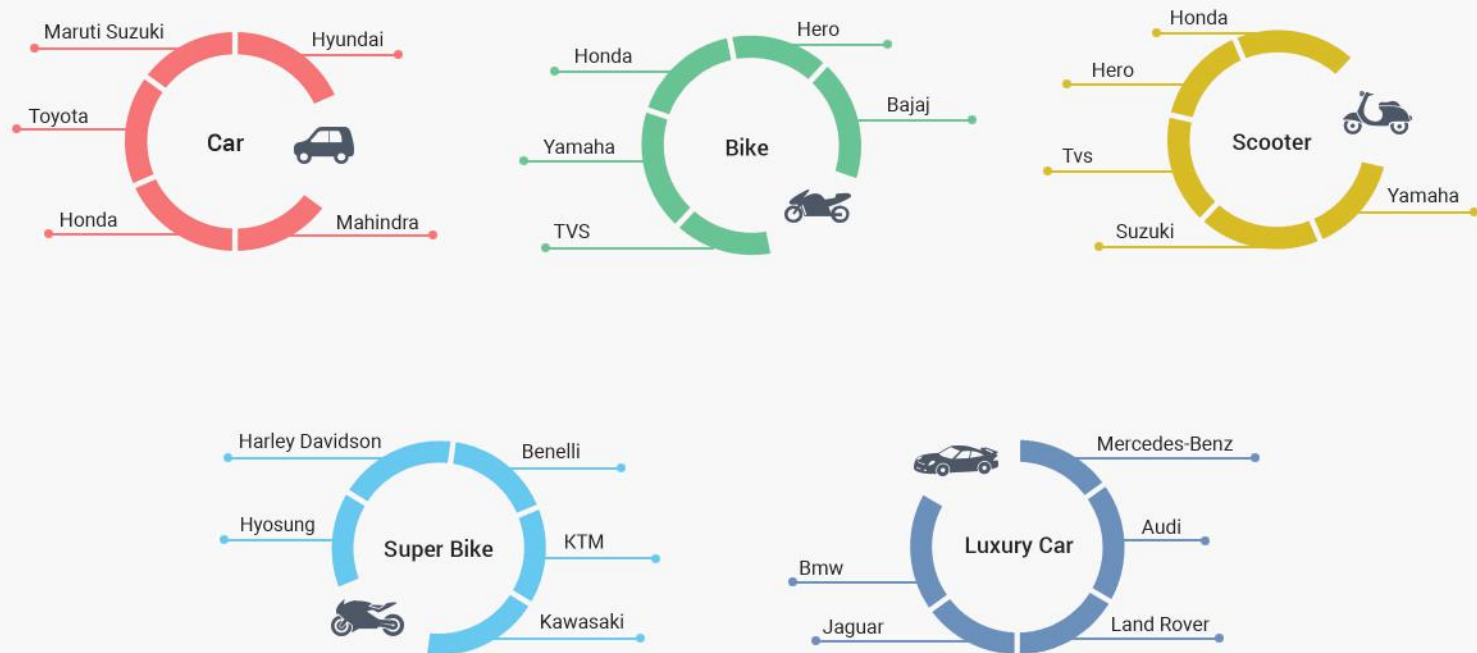 Maruti Suzuki
Hyundai
Toyota
Car
Honda
Mahindra
Hero
Honda
Bajaj
Yamaha
Bike
TVS
Honda
Hero
Tvs
Scooter
Yamaha
Suzuki
Harley Davidson
Benelli
Hyosung
KTM
Super Bike
Kawasaki
Mercedes-Benz
Audi
Luxury Car
Bmw
Jaguar
Land Rover